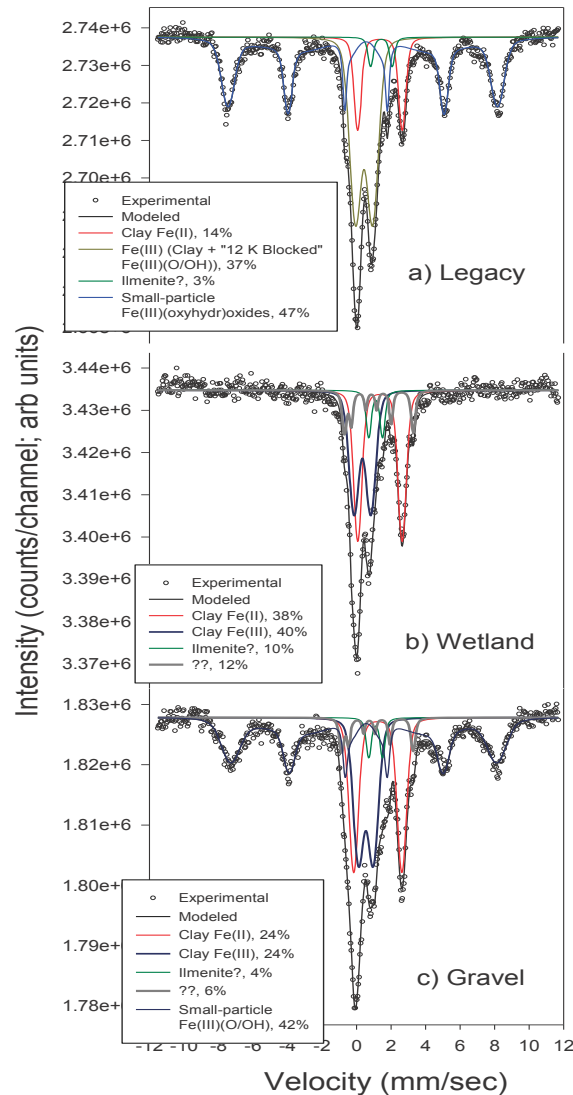 2.74e+6
2.73e+6
2.72e+6
2.71e+6
2.70e+6
Experimental
Modeled
Clay Fe(II), 14%
Fe(III) (Clay + "12 K Blocked"
Fe(III)(O/OH)), 37%
Ilmenite?, 3%
Small-particle
Fe(III)(oxyhydr)oxides, 47%
a) Legacy
3.44e+6
3.43e+6
3.42e+6
3.41e+6
3.40e+6
3.39e+6
3.38e+6
3.37e+6
Experimental
Modeled
Clay Fe(II), 38%
Clay Fe(III), 40%
Ilmenite?, 10%
??, 12%
b) Wetland
Intensity (counts/channel; arb units)
1.83e+6
1.82e+6
1.81e+6
1.80e+
1.79e+
1.78e+
Experimental
Modeled
Clay Fe(II), 24%
Clay Fe(III), 24%
Ilmenite?, 4%
??, 6%
Small-particle
Fe(III)(O/OH), 42%
c) Gravel
-12 -10 -8 -6 -4 -2 0 2 4 6 8 10 12
Velocity (mm/sec)